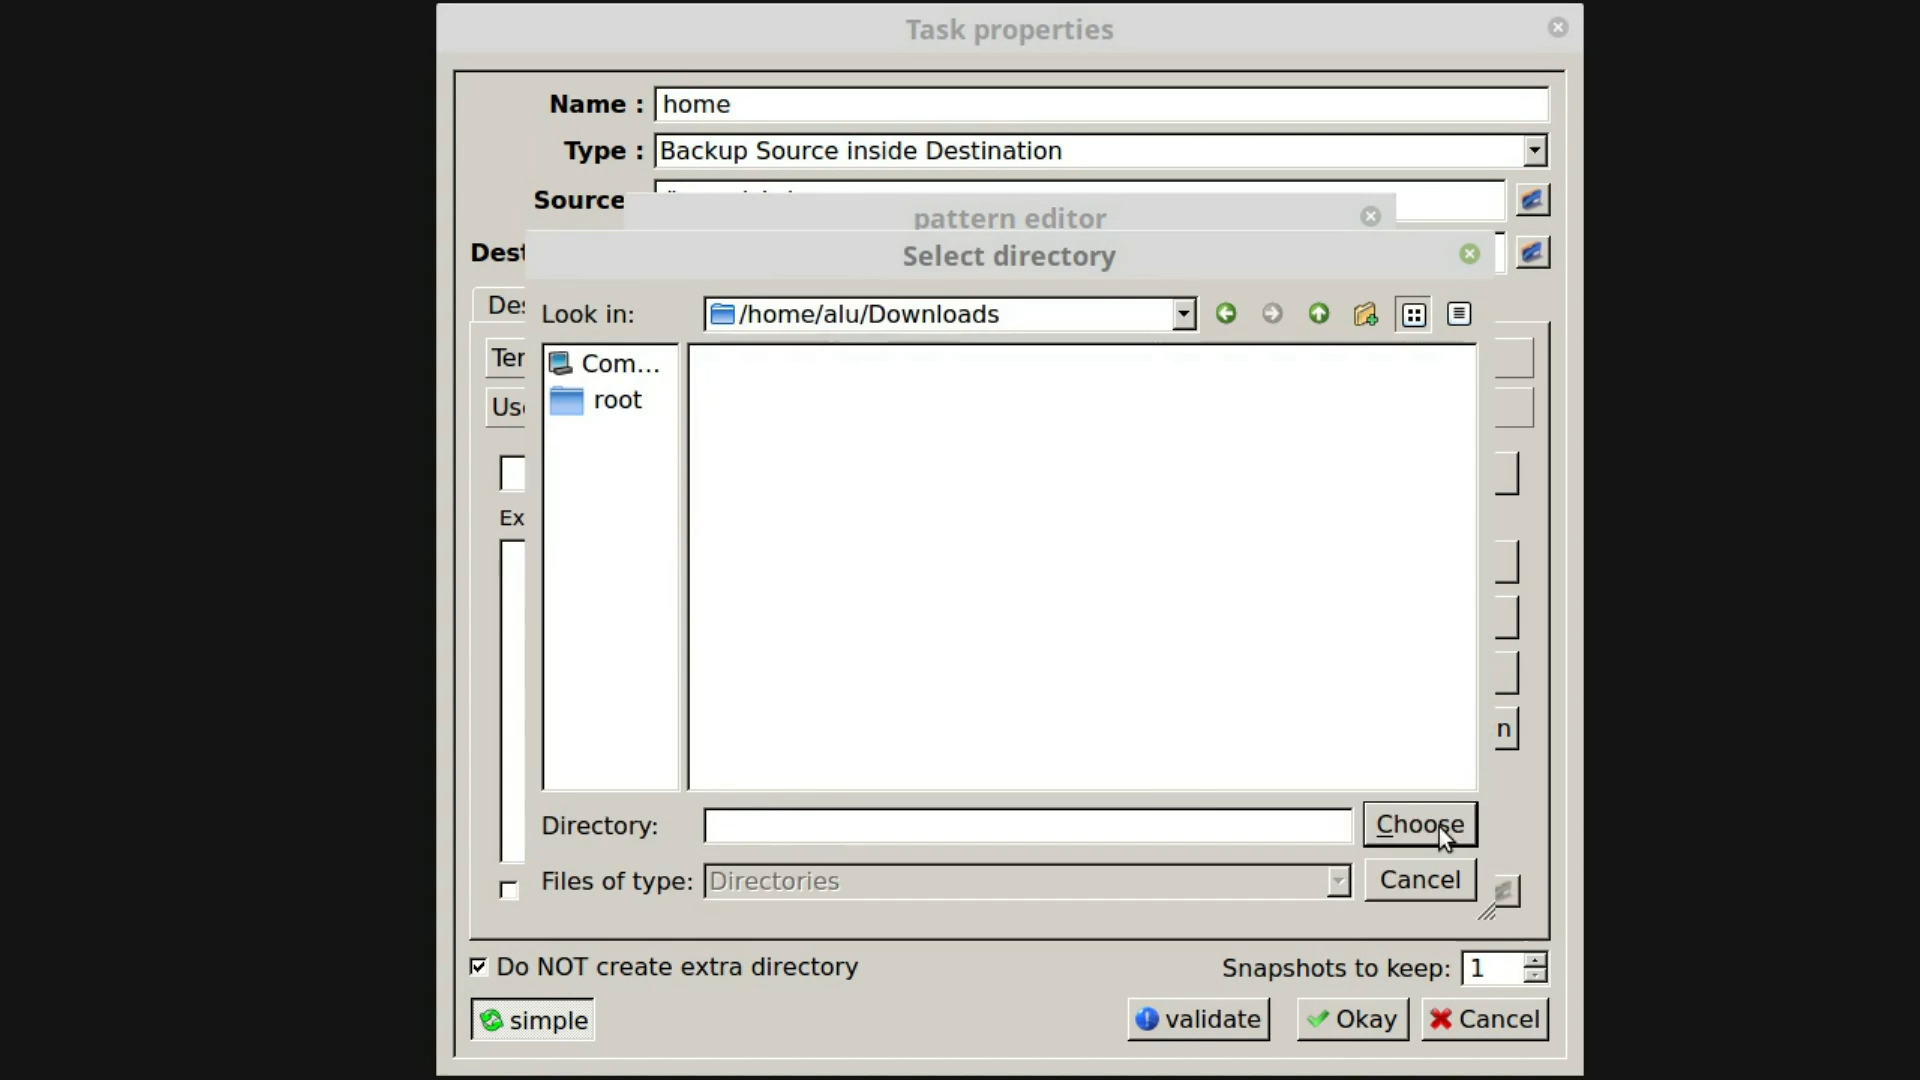 Task properties
Name : home
Type : Backup Source inside Destination
Source
pattern editor
Select directory
Look in: /home/alu/Downloads
Com...
root
Directory: Choose
Files of type: Directories Cancel
n
Do NOT create extra directory Snapshots to keep: 1
simple validate Okay Cancel